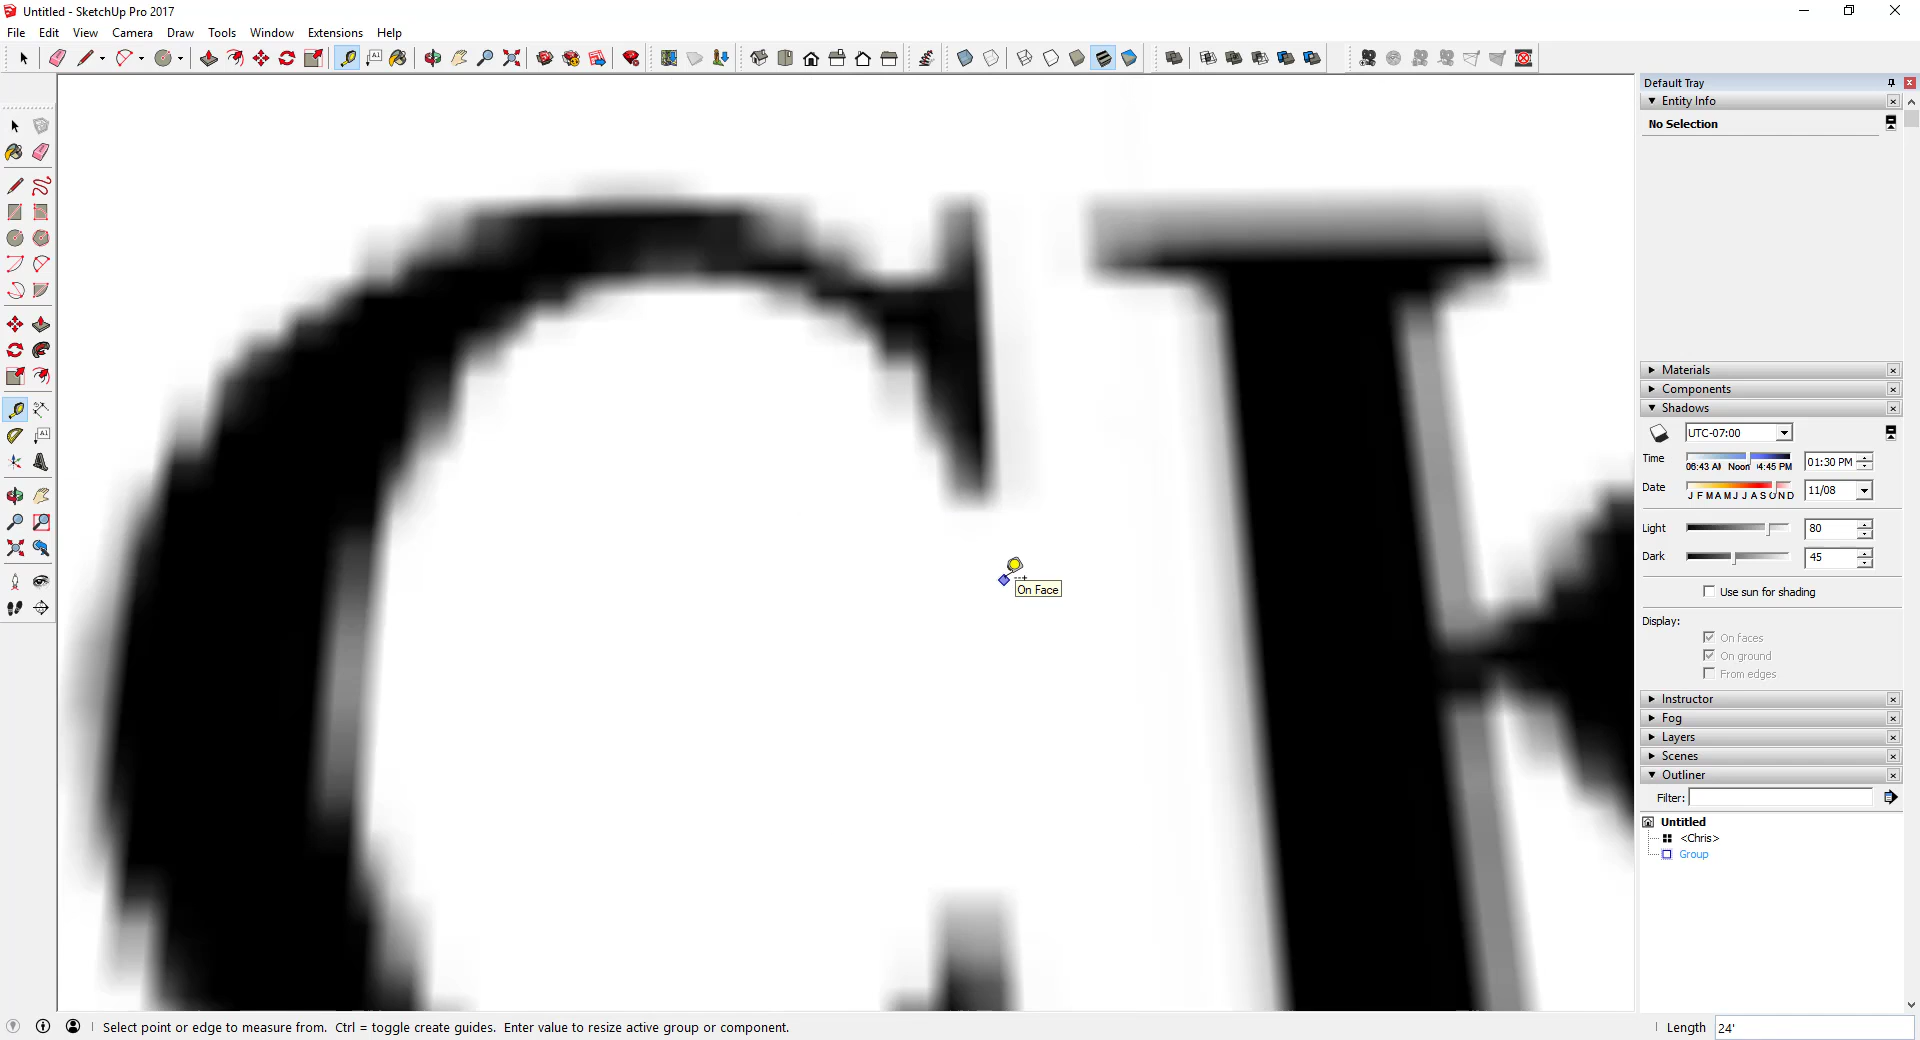 Untitled - SketchUp Pro 2017
File Edit View Camera Draw Tools Window Extensions Help
Default Tray
Entity Info
No Selection
Materials
Components
Shadows
UTC-07:00
Time
06:43 AM Noon 4:45 PM
01:30 PM
Date
J F M A M J J A S O N D
11/08
Light
80
Dark
45
Use sun for shading
Display:
On faces
On ground
From edges
Instructor
Fog
Layers
Scenes
Outliner
Filter:
Untitled
<Chris>
Group
On Face
Select point or edge to measure from. Ctrl = toggle create guides. Enter value to resize active group or component.
Length 24'